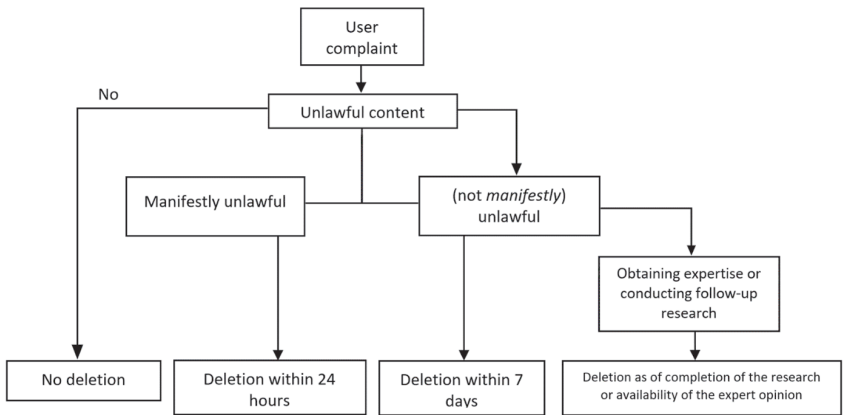 User
complaint
No
Unlawful content
Manifestly unlawful
(not manifestly)
unlawful
Obtaining expertise or
conducting follow-up
research
No deletion
Deletion within 24
hours
Deletion within 7
days
Deletion as of completion of the research
or availability of the expert opinion